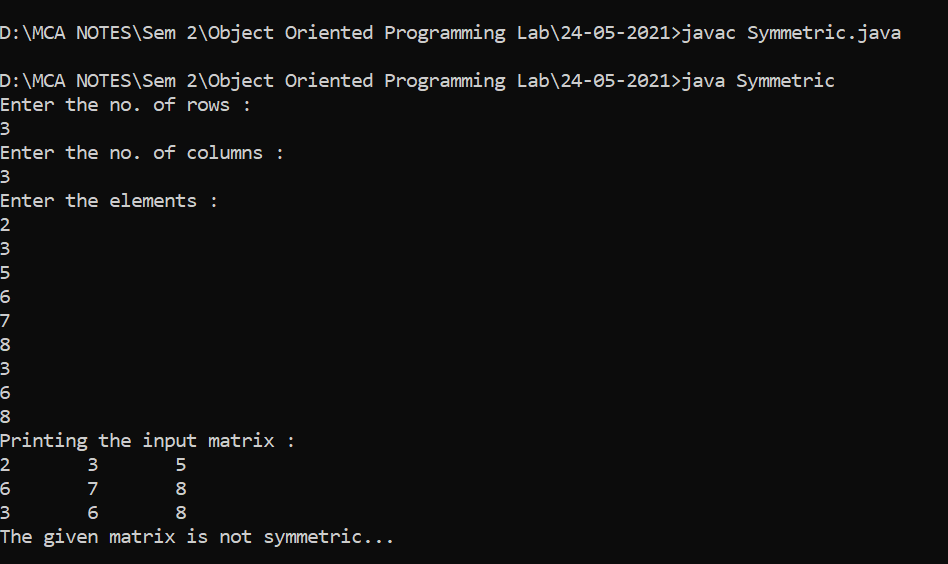 D:\MCA NOTES\Sem 2\Object Oriented Programming Lab\24-05-2021>javac Symmetric.java
D:\MCA NOTES\Sem 2\Object Oriented Programming Lab\24-05-2021>java Symmetric
Enter the no. of rows :
3
Enter the no. of columns :
3
Enter the elements :
2
3
5
6
7
8
3
6
8
Printing the input matrix :
2 3 5
6 7 8
3 6 8
The given matrix is not symmetric...